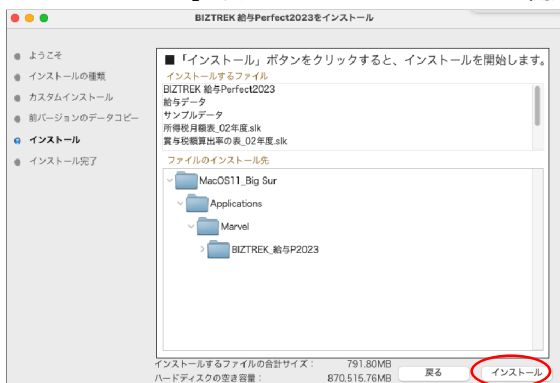 BIZTREK 給与Perfect2023をインストール
ようこそ
インストールの種類
カスタムインストール
前バージョンのデータコピー
インストール
インストール完了
■「インストール」ボタンをクリックすると、インストールを開始します。
インストールするファイル
BIZTREK 給与Perfect2023
給与データ
サンプルデータ
所得税月額表_02年度.slk
賞与税額算出率の表_02年度.slk
ファイルのインストール先
MacOS11_Big Sur
Applications
Marvel
BIZTREK_給与P2023
インストールするファイルの合計サイズ： 791.80MB
ハードディスクの空き容量： 870,515.76MB
戻る
インストール